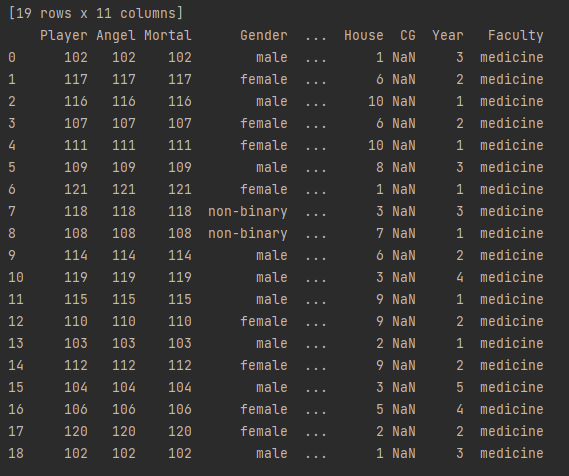 [19 rows x 11 columns]
Player Angel Mortal Gender ... House CG Year Faculty
0 102 102 102 male ... 1 NaN 3 medicine
1 117 117 117 female ... 6 NaN 2 medicine
2 116 116 116 male ... 10 NaN 1 medicine
3 107 107 107 female ... 6 NaN 2 medicine
4 111 111 111 female ... 10 NaN 1 medicine
5 109 109 109 male ... 8 NaN 3 medicine
6 121 121 121 female ... 1 NaN 1 medicine
7 118 118 118 non-binary ... 3 NaN 3 medicine
8 108 108 108 non-binary ... 7 NaN 1 medicine
9 114 114 114 male ... 6 NaN 2 medicine
10 119 119 119 male ... 3 NaN 4 medicine
11 115 115 115 male ... 9 NaN 1 medicine
12 110 110 110 female ... 9 NaN 2 medicine
13 103 103 103 male ... 2 NaN 1 medicine
14 112 112 112 female ... 9 NaN 2 medicine
15 104 104 104 male ... 3 NaN 5 medicine
16 106 106 106 female ... 5 NaN 4 medicine
17 120 120 120 female ... 2 NaN 2 medicine
18 102 102 102 male ... 1 NaN 3 medicine